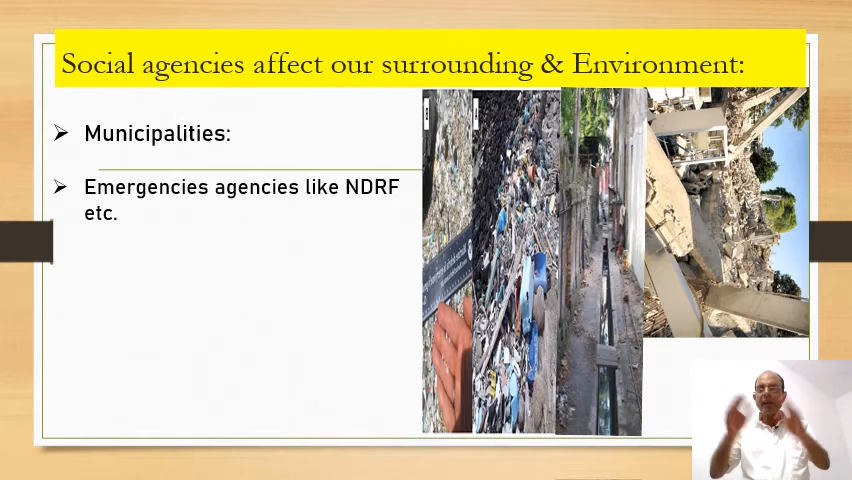 Social agencies affect our surrounding & Environment:
Municipalities:
Emergencies agencies like NDRF
etc.